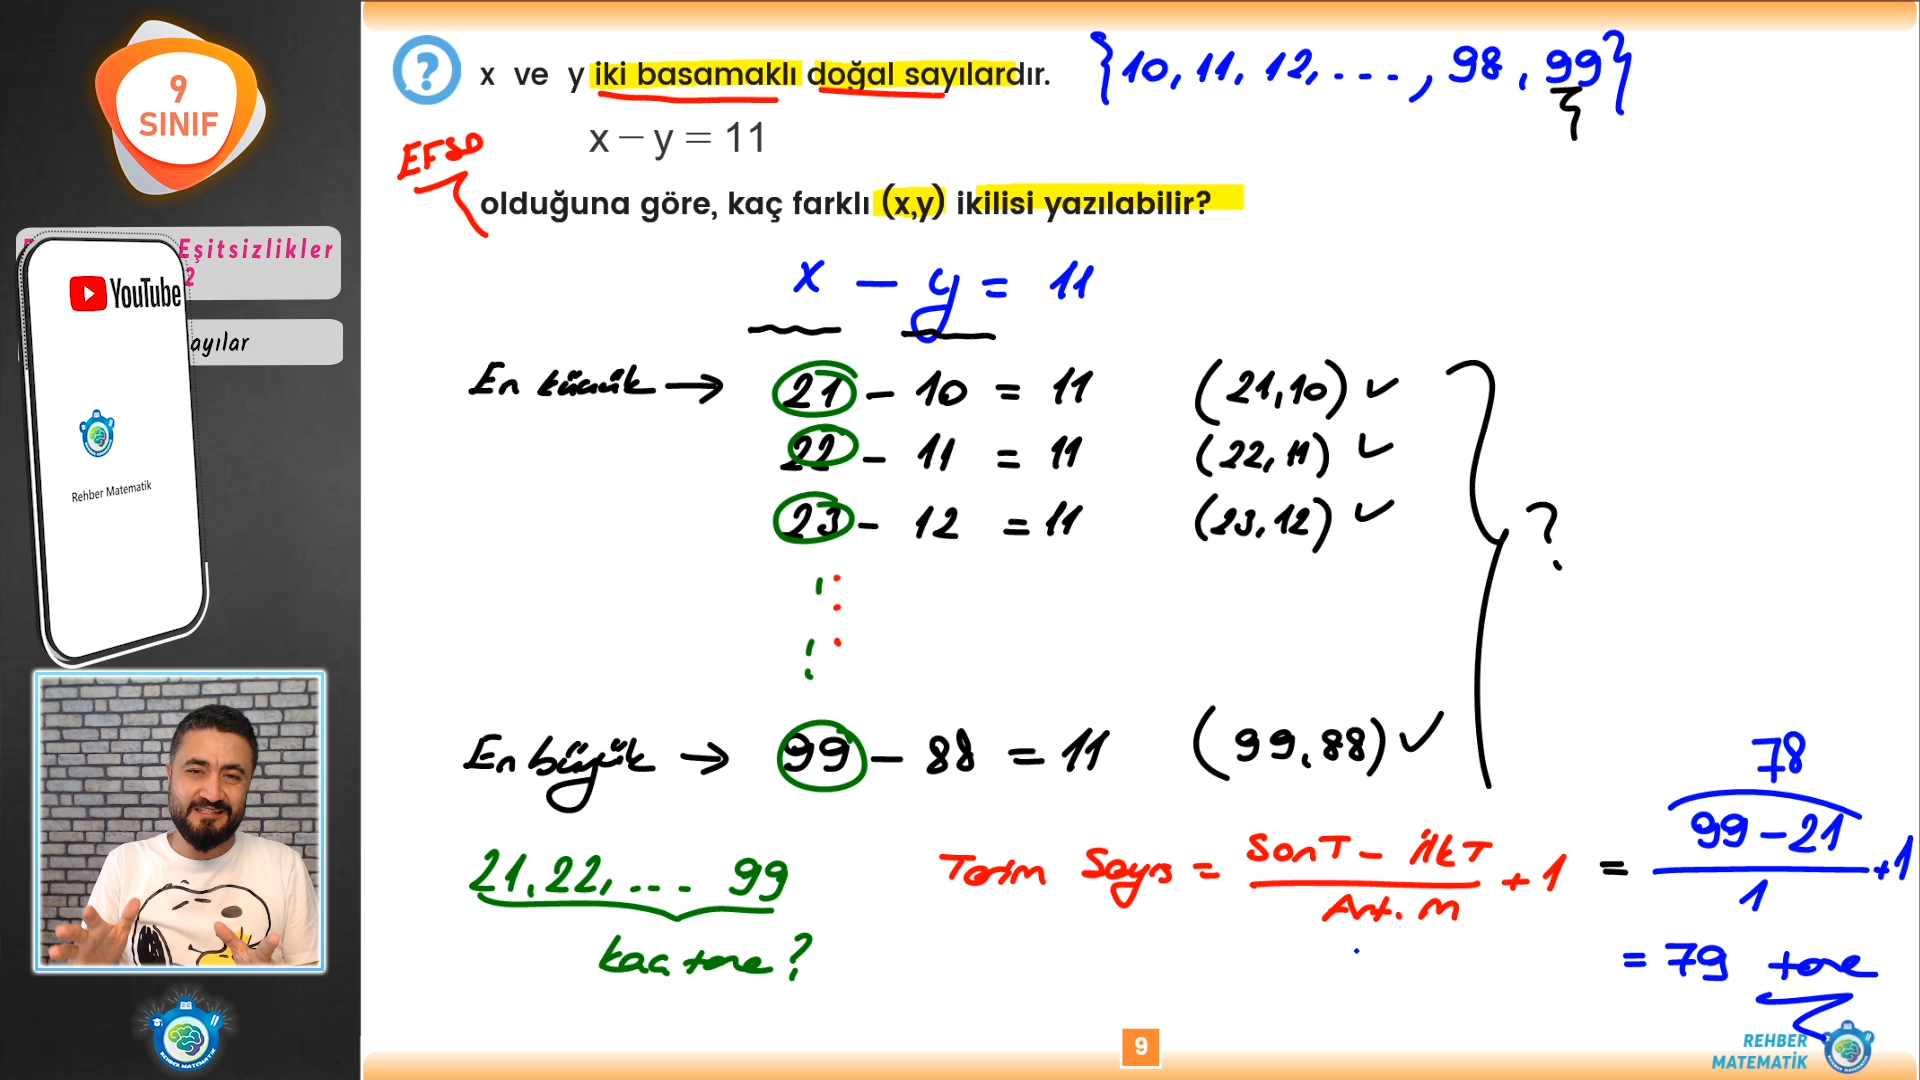 9
SINIF
Eşitsizlikler
2
YouTube
ayılar
Rehber Matematik
REHBER MATEMATİK
? x ve y iki basamaklı doğal sayılardır. {10, 11, 12, ..., 98, 99}
x – y = 11
EFSO
olduğuna göre, kaç farklı (x,y) ikilisi yazılabilir?
x – y = 11
En küçük → 21 – 10 = 11 (21,10) ✓
22 – 11 = 11 (22,11) ✓
23 – 12 = 11 (23,12) ✓
?
En büyük → 99 – 88 = 11 (99,88) ✓
21, 22, ... 99
kaç tane?
Terim Sayısı = SonT – İlkT / Art. M + 1 = 99 – 21 / 1 + 1
78
= 79 tane
9
REHBER
MATEMATİK